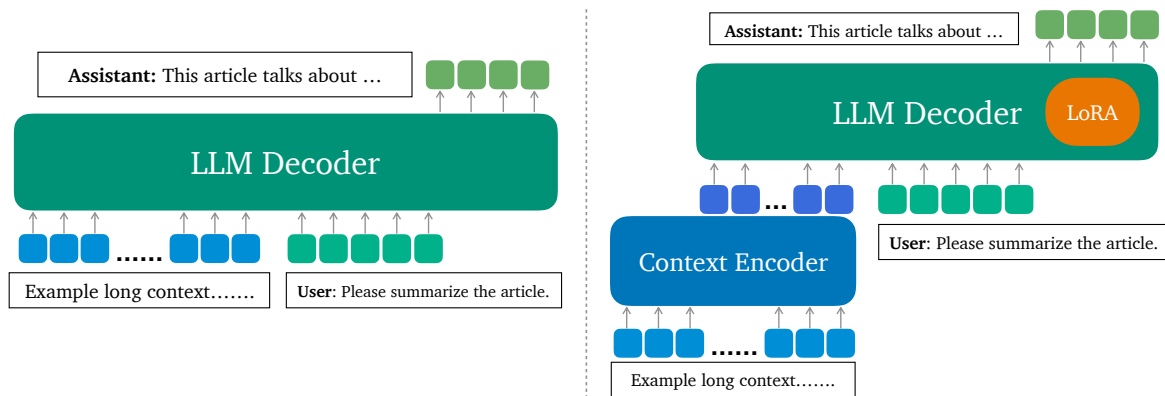 Assistant: This article talks about …
LLM Decoder
......
Example long context.......
User: Please summarize the article.
Assistant: This article talks about …
LLM Decoder
LoRA
...
User: Please summarize the article.
Context Encoder
......
Example long context.......